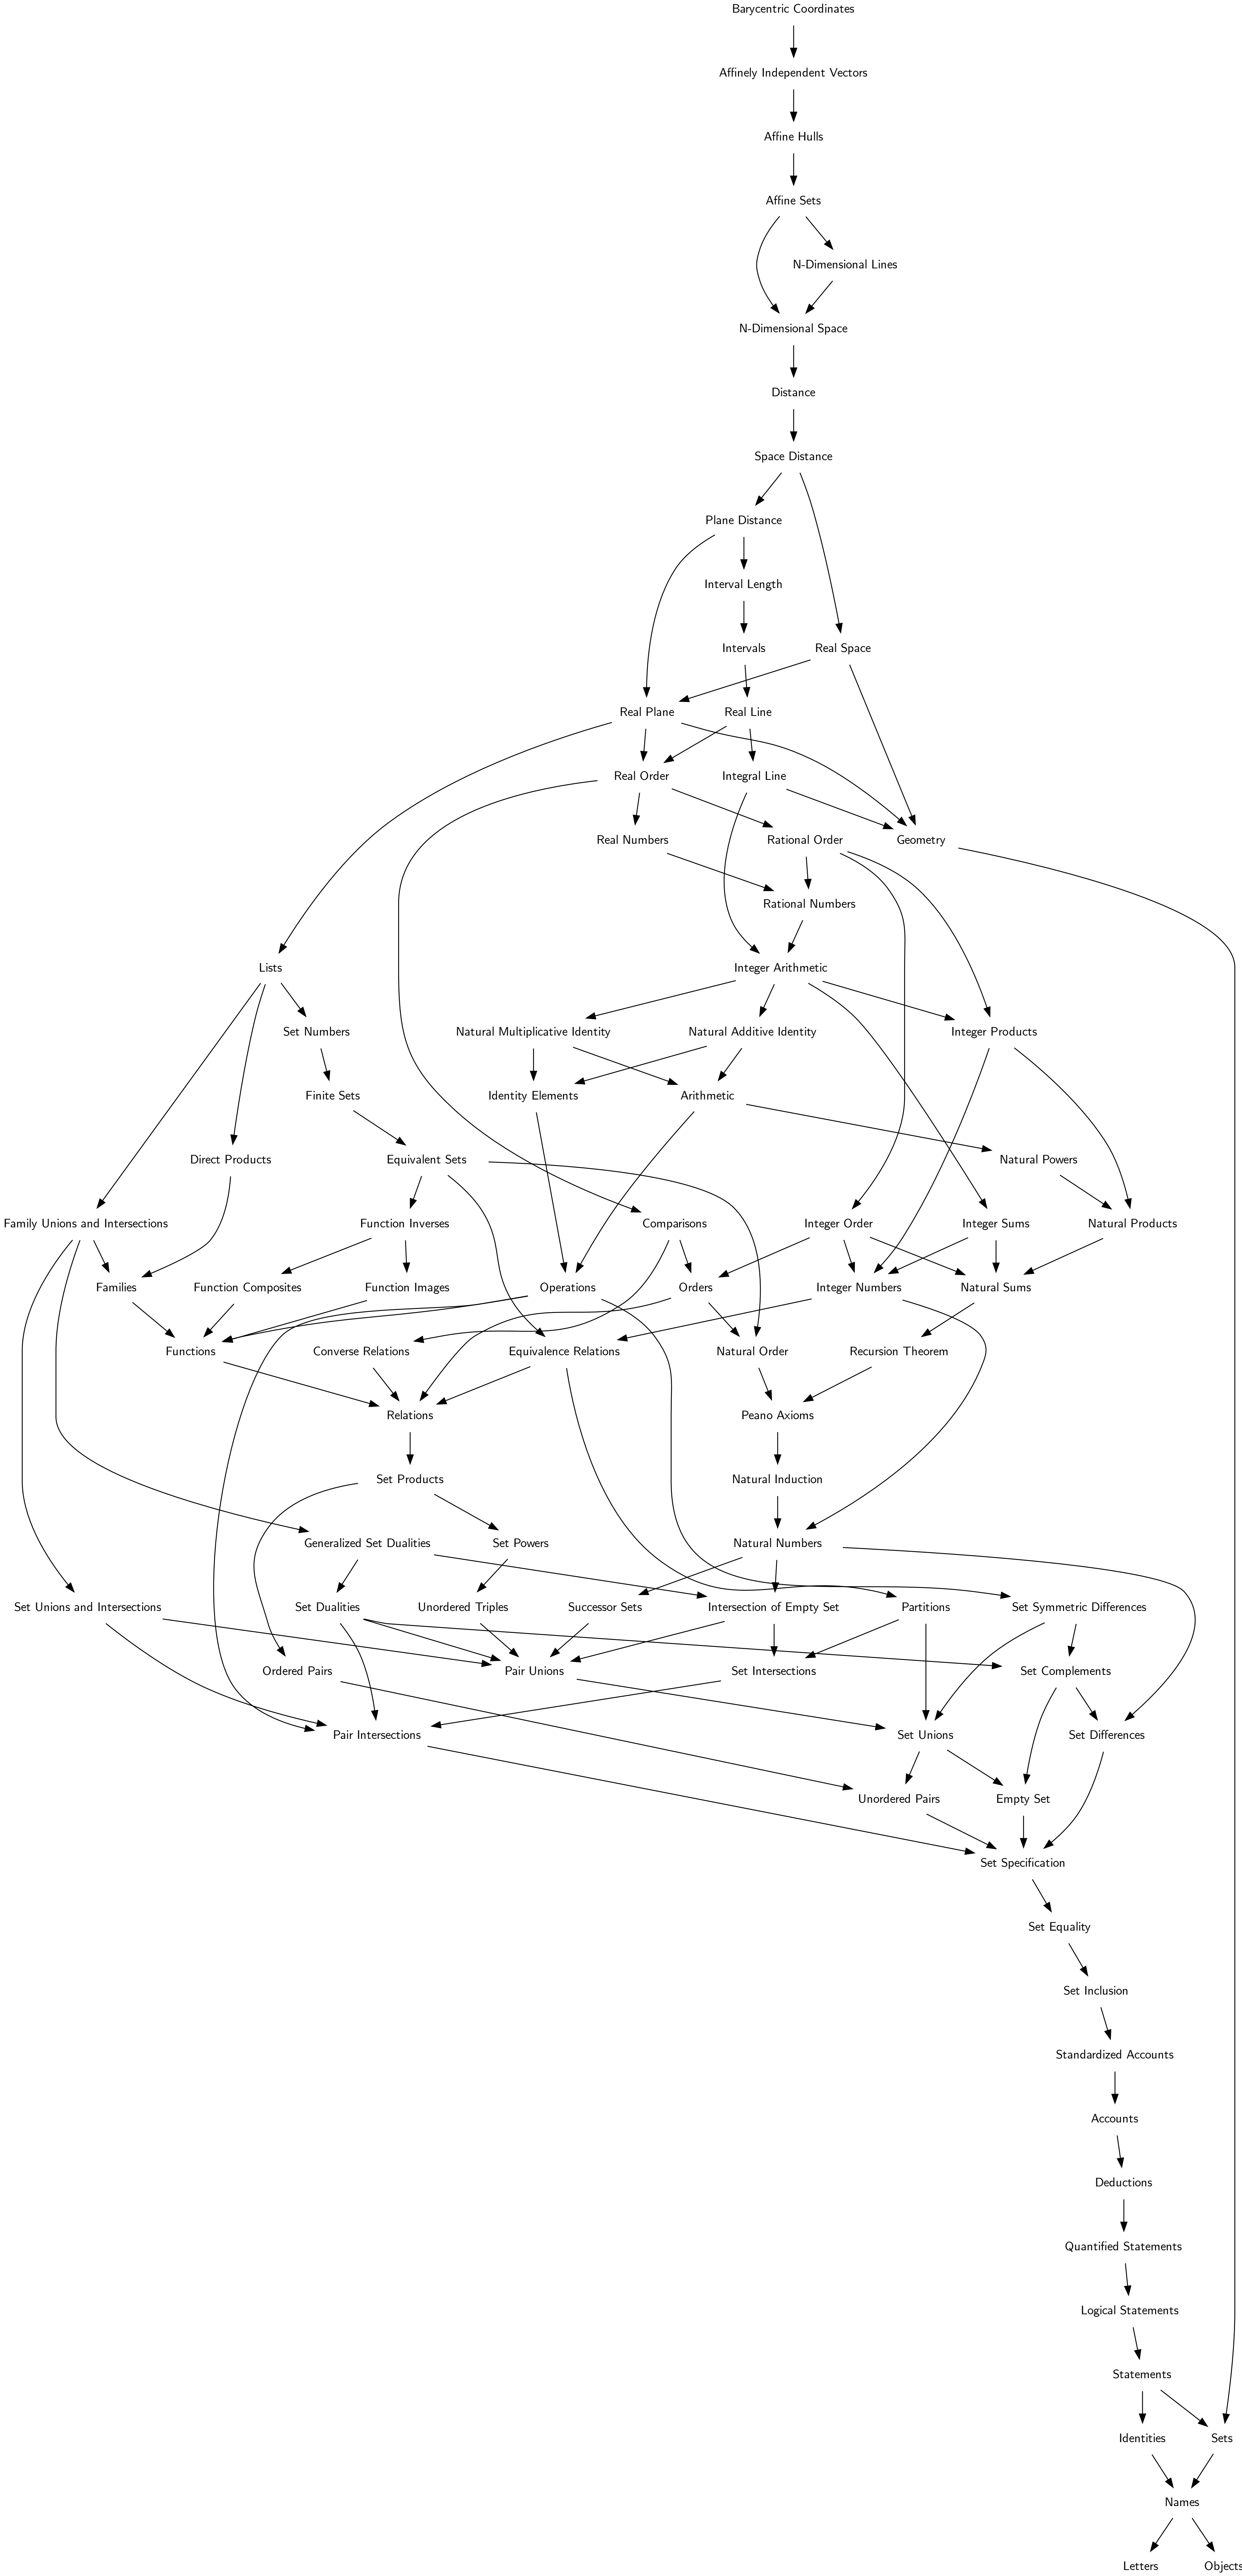 Barycentric Coordinates
Affinely Independent Vectors
Affine Hulls
Affine Sets
N-Dimensional Lines
N-Dimensional Space
Distance
Space Distance
Plane Distance
Interval Length
Intervals Real Space
Real Plane Real Line
Real Order Integral Line
Real Numbers Rational Order Geometry
Rational Numbers
Lists Integer Arithmetic
Set Numbers Natural Multiplicative Identity Natural Additive Identity Integer Products
Finite Sets Identity Elements Arithmetic
Direct Products Equivalent Sets Natural Powers
Family Unions and Intersections Function Inverses Comparisons Integer Order Integer Sums Natural Products
Families Function Composites Function Images Operations Orders Integer Numbers Natural Sums
Functions Converse Relations Equivalence Relations Natural Order Recursion Theorem
Relations Peano Axioms
Set Products Natural Induction
Generalized Set Dualities Set Powers Natural Numbers
Set Unions and Intersections Set Dualities Unordered Triples Successor Sets Intersection of Empty Set Partitions Set Symmetric Differences
Ordered Pairs Pair Unions Set Intersections Set Complements
Pair Intersections Set Unions Set Differences
Unordered Pairs Empty Set
Set Specification
Set Equality
Set Inclusion
Standardized Accounts
Accounts
Deductions
Quantified Statements
Logical Statements
Statements
Identities Sets
Names
Letters Objects